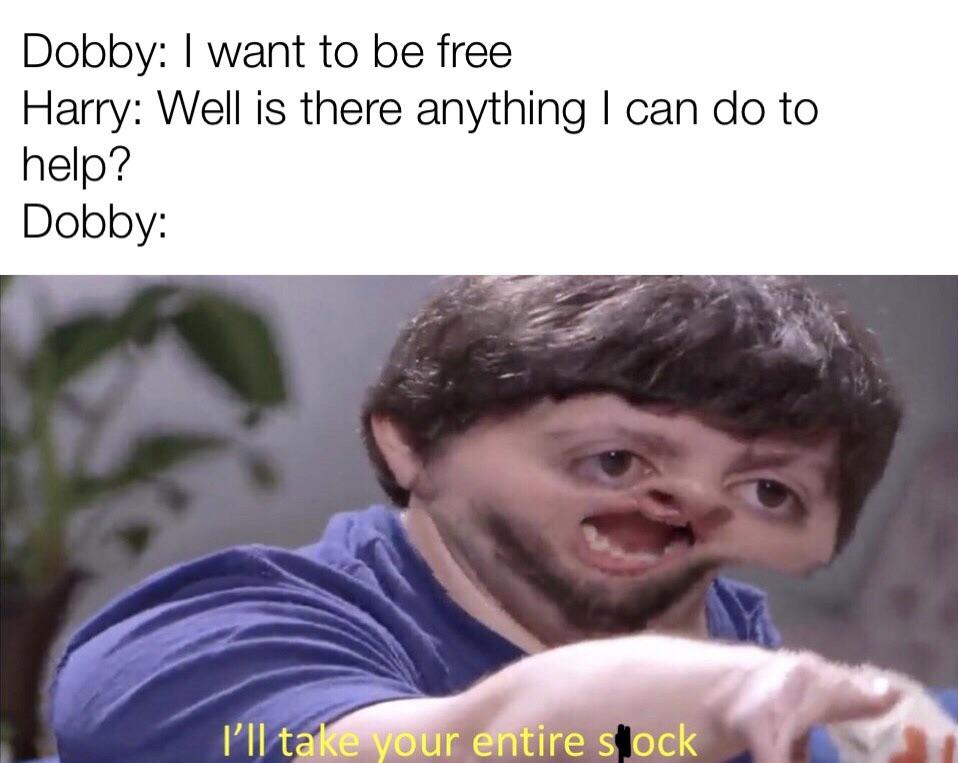 Dobby: I want to be free
Harry: Well is there anything I can do to
help?
Dobby:
I'll take your entire sock